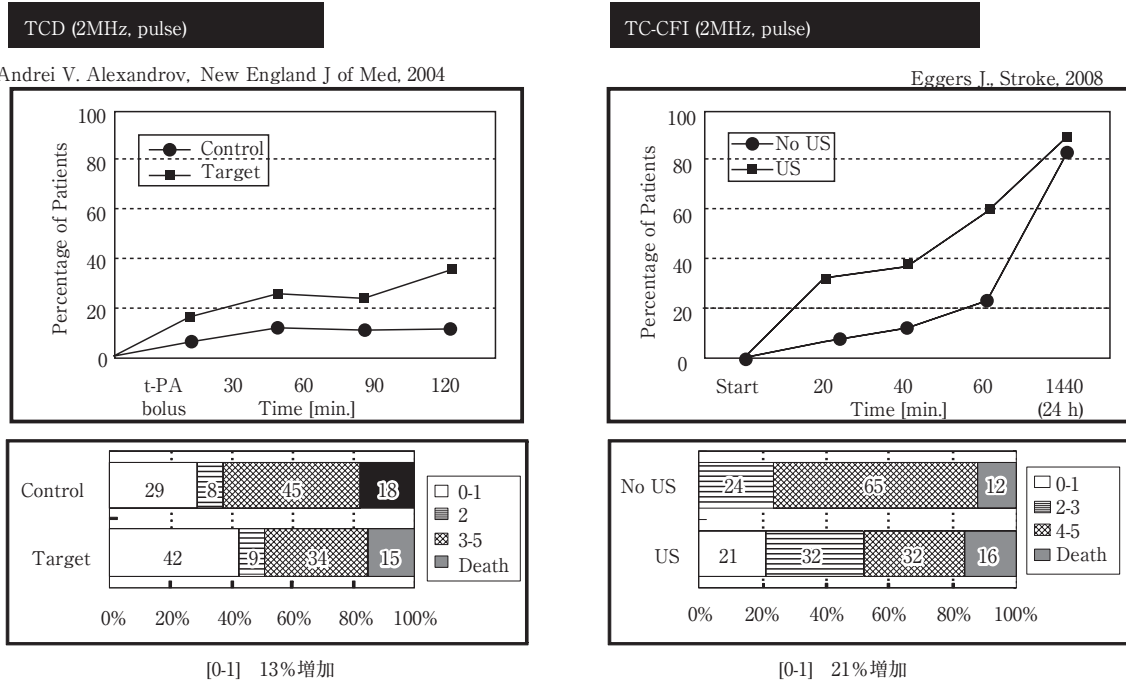 TCD (2MHz, pulse)
Andrei V. Alexandrov, New England J of Med, 2004
Percentage of Patients
100
80
60
40
20
0
Control
Target
t-PA bolus
30
60
90
120
Time [min.]
Control
29
8
45
18
Target
42
9
34
15
0-1
2
3-5
Death
0%
20%
40%
60%
80%
100%
[0-1] 13%増加
TC-CFI (2MHz, pulse)
Eggers J., Stroke, 2008
Percentage of Patients
100
80
60
40
20
0
No US
US
Start
20
40
60
1440
(24 h)
Time [min.]
No US
24
65
12
US
21
32
32
16
0-1
2-3
4-5
Death
0%
20%
40%
60%
80%
100%
[0-1] 21%増加